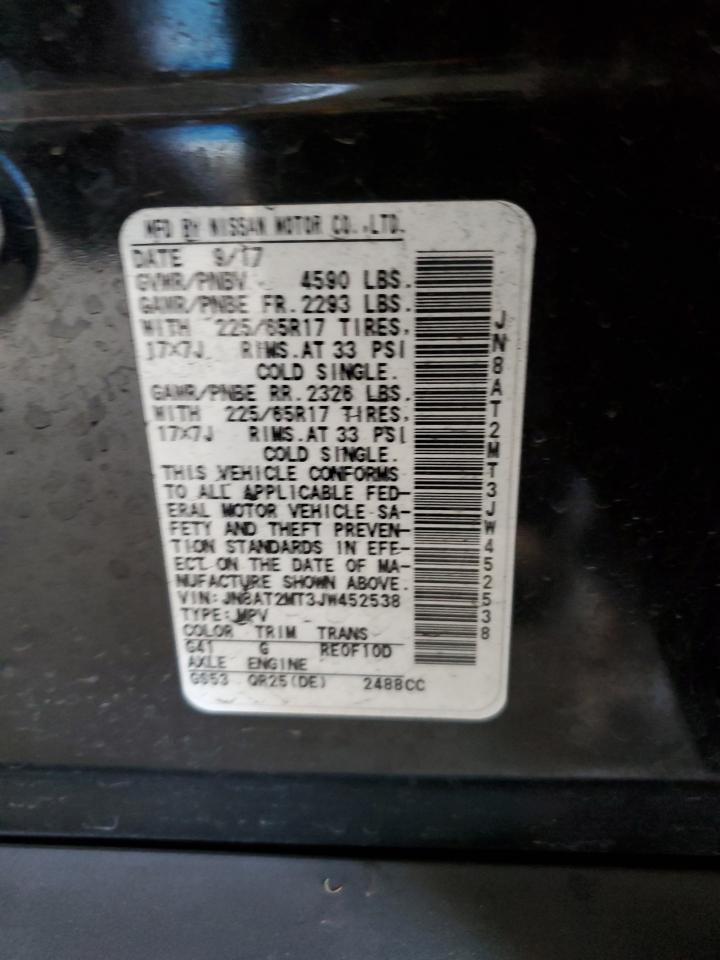 MFD BY NISSAN MOTOR CO.,LTD.
DATE 9/17
GVWR/PNBV 4590 LBS.
GAWR/PNBE FR. 2293 LBS.
WITH 225/65R17 TIRES.
17X7J RIMS.AT 33 PSI
COLD SINGLE.
GAWR/PNBE RR. 2326 LBS.
WITH 225/65R17 TIRES.
17X7J RIMS.AT 33 PSI
COLD SINGLE.
THIS VEHICLE CONFORMS
TO ALL APPLICABLE FED-
ERAL MOTOR VEHICLE SA-
FETY AND THEFT PREVEN-
TION STANDARDS IN EFE-
ECT ON THE DATE OF MA-
NUFACTURE SHOWN ABOVE.
VIN:JN8AT2MT3JW452538
TYPE:MPV
COLOR TRIM TRANS
G41 G RE0F10D
AXLE ENGINE
GS53 QR25(DE) 2488CC
JN8AT2MT3JW452538